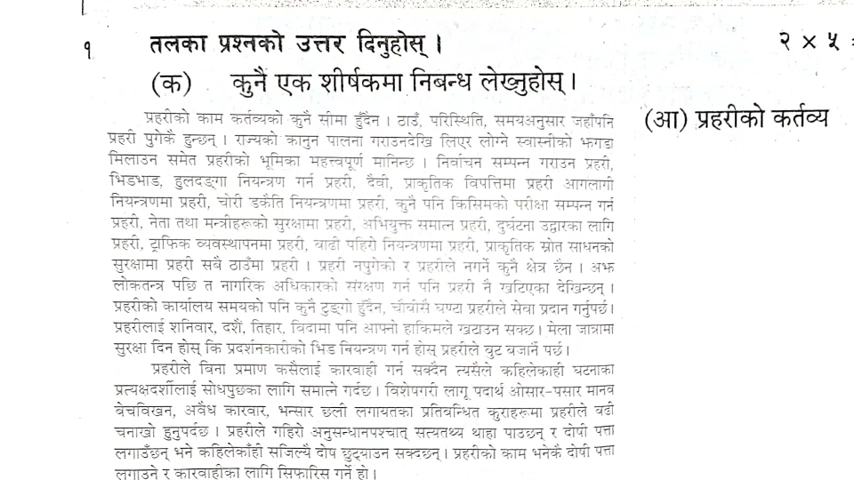 १ तलका प्रश्नको उत्तर दिनुहोस् । २ × ५
(क) कुनै एक शीर्षकमा निबन्ध लेख्नुहोस् ।
(आ) प्रहरीको कर्तव्य
प्रहरीको काम कर्तव्यको कुनै सीमा हुँदैन । ठाउँ, परिस्थिति, समयअनुसार जहाँपनि
प्रहरी पुगेकै हुन्छन् । राज्यको कानुन पालना गराउनदेखि लिएर लोग्ने स्वास्नीको झगडा
मिलाउन समेत प्रहरीको भूमिका महत्त्वपूर्ण मानिन्छ । निर्वाचन सम्पन्न गराउन प्रहरी,
भिडभाड, हुलदङ्गा नियन्त्रण गर्न प्रहरी, दैवी, प्राकृतिक विपत्तिमा प्रहरी आगलागी
नियन्त्रणमा प्रहरी, चोरी डकैति नियन्त्रणमा प्रहरी, कुनै पनि किसिमको परीक्षा सम्पन्न गर्न
प्रहरी, नेता तथा मन्त्रीहरूको सुरक्षामा प्रहरी, अभियुक्त समात्न प्रहरी, दुर्घटना उद्धारका लागि
प्रहरी, ट्राफिक व्यवस्थापनमा प्रहरी, बाढी पहिरो नियन्त्रणमा प्रहरी, प्राकृतिक स्रोत साधनको
सुरक्षामा प्रहरी सबै ठाउँमा प्रहरी । प्रहरी नपुगेको र प्रहरीले नगर्ने कुनै क्षेत्र छैन । अझ
लोकतन्त्र पछि त नागरिक अधिकारको संरक्षण गर्न पनि प्रहरी नै खटिएका देखिन्छन् ।
प्रहरीको कार्यालय समयको पनि कुनै टुङ्गो हुँदैन, चौबीसै घण्टा प्रहरीले सेवा प्रदान गर्नुपर्छ ।
प्रहरीलाई शनिवार, दशैं, तिहार, विदामा पनि आफ्नो हाकिमले खटाउन सक्छ । मेला जात्रामा
सुरक्षा दिन होस् कि प्रदर्शनकारीको भिड नियन्त्रण गर्न होस् प्रहरीले बुट बजार्नै पर्छ ।
प्रहरीले विना प्रमाण कसैलाई कारवाही गर्न सक्दैन त्यसैले कहिलेकाही घटनाका
प्रत्यक्षदर्शीलाई सोधपुछका लागि समात्ने गर्दछ । विशेषगरी लागू पदार्थ ओसार-पसार मानव
बेचविखन, अवैध कारवार, भन्सार छली लगायतका प्रतिबन्धित कुराहरूमा प्रहरीले बढी
चनाखो हुनुपर्दछ । प्रहरीले गहिरो अनुसन्धानपश्चात् सत्यतथ्य थाहा पाउछन् र दोषी पत्ता
लगाउँछन् भने कहिलेकाँही सजिल्यै दोष छुट्याउन सक्दछन् । प्रहरीको काम भनेकै दोषी पत्ता
लगाउने र कारवाहीका लागि सिफारिस गर्ने हो ।